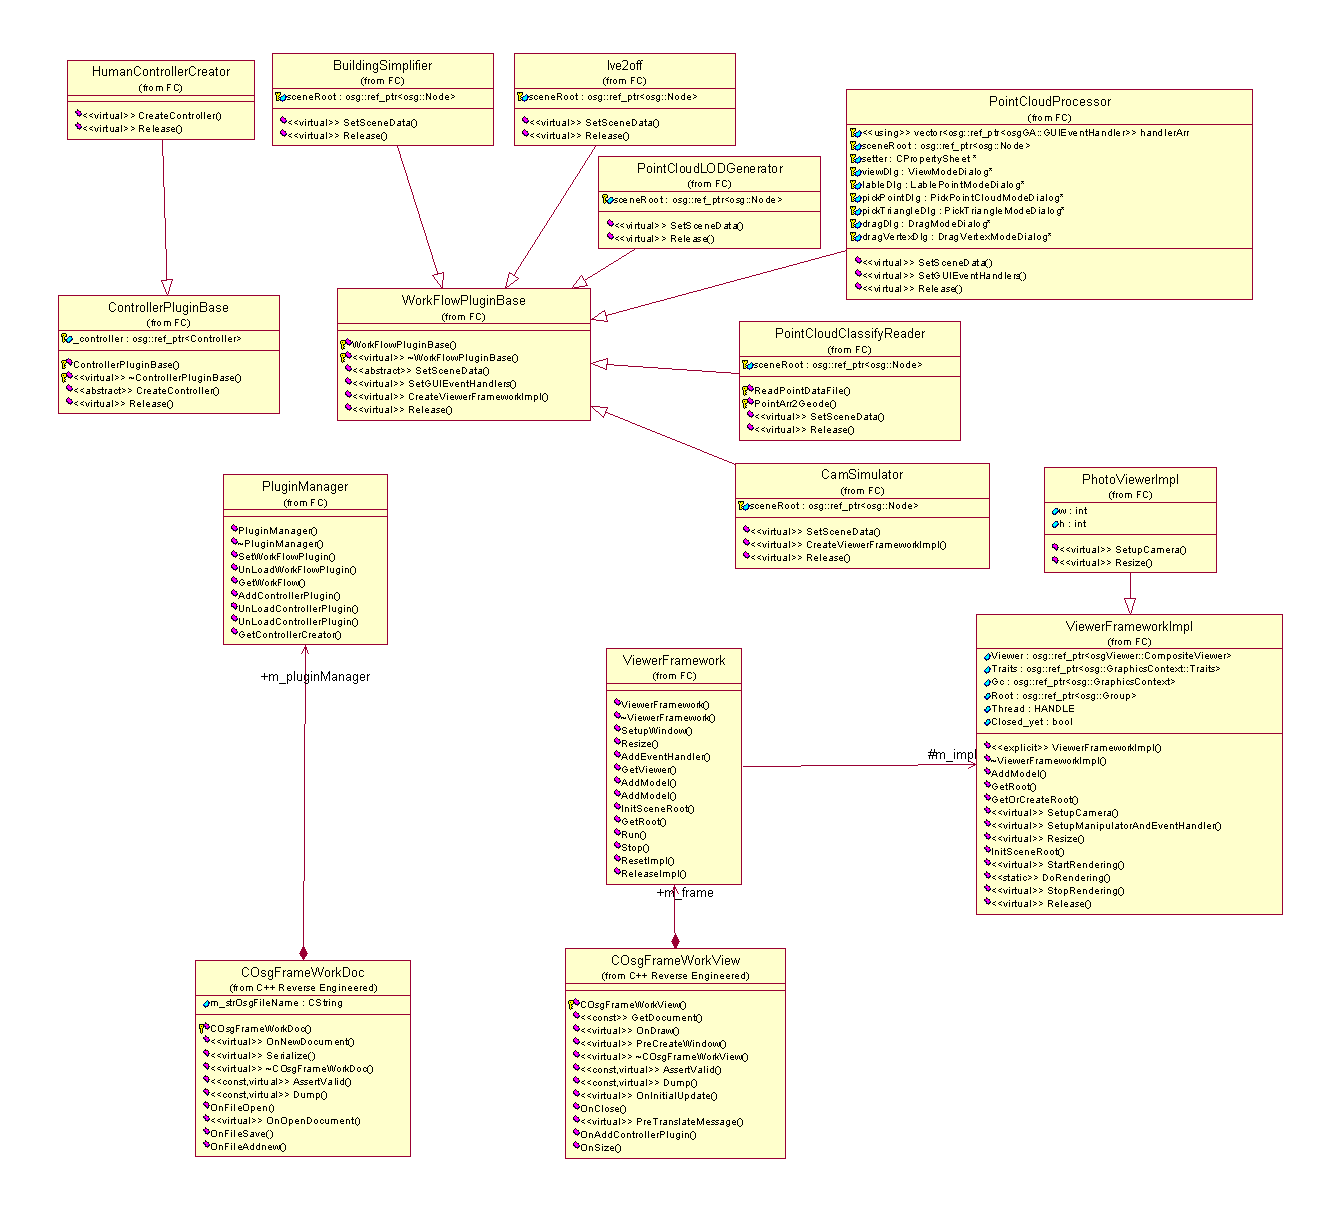 HumanControllerCreator
(from FC)
<<virtual>> CreateController()
<<virtual>> Release()
BuildingSimplifier
(from FC)
sceneRoot : osg::ref_ptr<osg::Node>
<<virtual>> SetSceneData()
<<virtual>> Release()
Ive2off
(from FC)
sceneRoot : osg::ref_ptr<osg::Node>
<<virtual>> SetSceneData()
<<virtual>> Release()
PointCloudLODGenerator
(from FC)
sceneRoot : osg::ref_ptr<osg::Node>
<<virtual>> SetSceneData()
<<virtual>> Release()
PointCloudProcessor
(from FC)
<<using>> vector<osg::ref_ptr<osgGA::GUIEventHandler>> handlerArr
sceneRoot : osg::ref_ptr<osg::Node>
setter : CPropertySheet *
viewDlg : ViewModeDialog*
lableDlg : LablePointModeDialog*
pickPointDlg : PickPointCloudModeDialog*
pickTriangleDlg : PickTriangleModeDialog*
dragDlg : DragModeDialog*
dragVertexDlg : DragVertexModeDialog*
<<virtual>> SetSceneData()
<<virtual>> SetGUIEventHandlers()
<<virtual>> Release()
ControllerPluginBase
(from FC)
_controller : osg::ref_ptr<Controller>
ControllerPluginBase()
<<virtual>> ~ControllerPluginBase()
<<abstract>> CreateController()
<<virtual>> Release()
WorkFlowPluginBase
(from FC)
WorkFlowPluginBase()
<<virtual>> ~WorkFlowPluginBase()
<<abstract>> SetSceneData()
<<virtual>> SetGUIEventHandlers()
<<virtual>> CreateViewerFrameworkImpl()
<<virtual>> Release()
PointCloudClassifyReader
(from FC)
sceneRoot : osg::ref_ptr<osg::Node>
ReadPointDataFile()
PointArr2Geode()
<<virtual>> SetSceneData()
<<virtual>> Release()
CamSimulator
(from FC)
sceneRoot : osg::ref_ptr<osg::Node>
<<virtual>> SetSceneData()
<<virtual>> CreateViewerFrameworkImpl()
<<virtual>> Release()
PhotoViewerImpl
(from FC)
w : int
h : int
<<virtual>> SetupCamera()
<<virtual>> Resize()
PluginManager
(from FC)
PluginManager()
~PluginManager()
SetWorkFlowPlugin()
UnLoadWorkFlowPlugin()
GetWorkFlow()
AddControllerPlugin()
UnLoadControllerPlugin()
UnLoadControllerPlugin()
GetControllerCreator()
+m_pluginManager
ViewerFramework
(from FC)
ViewerFramework()
~ViewerFramework()
SetupWindow()
Resize()
AddEventHandler()
GetViewer()
AddModel()
AddModel()
InitSceneRoot()
GetRoot()
Run()
Stop()
ResetImpl()
ReleaseImpl()
+m_frame
#m_impl
ViewerFrameworkImpl
(from FC)
Viewer : osg::ref_ptr<osgViewer::CompositeViewer>
Traits : osg::ref_ptr<osg::GraphicsContext::Traits>
Gc : osg::ref_ptr<osg::GraphicsContext>
Root : osg::ref_ptr<osg::Group>
Thread : HANDLE
Closed_yet : bool
<<explicit>> ViewerFrameworkImpl()
~ViewerFrameworkImpl()
AddModel()
GetRoot()
GetOrCreateRoot()
<<virtual>> SetupCamera()
<<virtual>> SetupManipulatorAndEventHandler()
<<virtual>> Resize()
InitSceneRoot()
<<virtual>> StartRendering()
<<static>> DoRendering()
<<virtual>> StopRendering()
<<virtual>> Release()
COsgFrameWorkDoc
(from C++ Reverse Engineered)
m_strOsgFileName : CString
COsgFrameWorkDoc()
<<virtual>> OnNewDocument()
<<virtual>> Serialize()
<<virtual>> ~COsgFrameWorkDoc()
<<const,virtual>> AssertValid()
<<const,virtual>> Dump()
OnFileOpen()
<<virtual>> OnOpenDocument()
OnFileSave()
OnFileAddnew()
COsgFrameWorkView
(from C++ Reverse Engineered)
COsgFrameWorkView()
<<const>> GetDocument()
<<virtual>> OnDraw()
<<virtual>> PreCreateWindow()
<<virtual>> ~COsgFrameWorkView()
<<const,virtual>> AssertValid()
<<const,virtual>> Dump()
<<virtual>> OnInitialUpdate()
OnClose()
<<virtual>> PreTranslateMessage()
OnAddControllerPlugin()
OnSize()